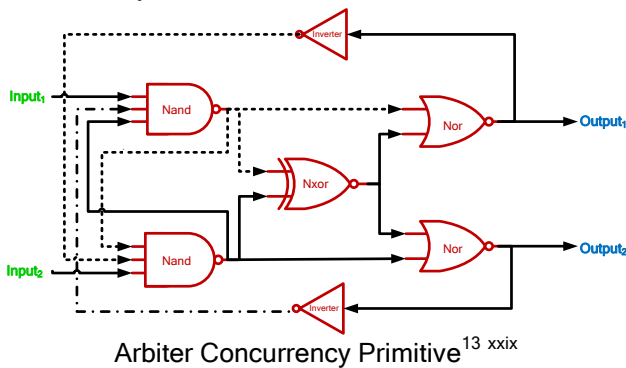 Inverter
Input₁
Nand
Nor
Output₁
Nxor
Input₂
Nand
Nor
Output₂
Inverter
Arbiter Concurrency Primitive¹³ ˣˣⁱˣ